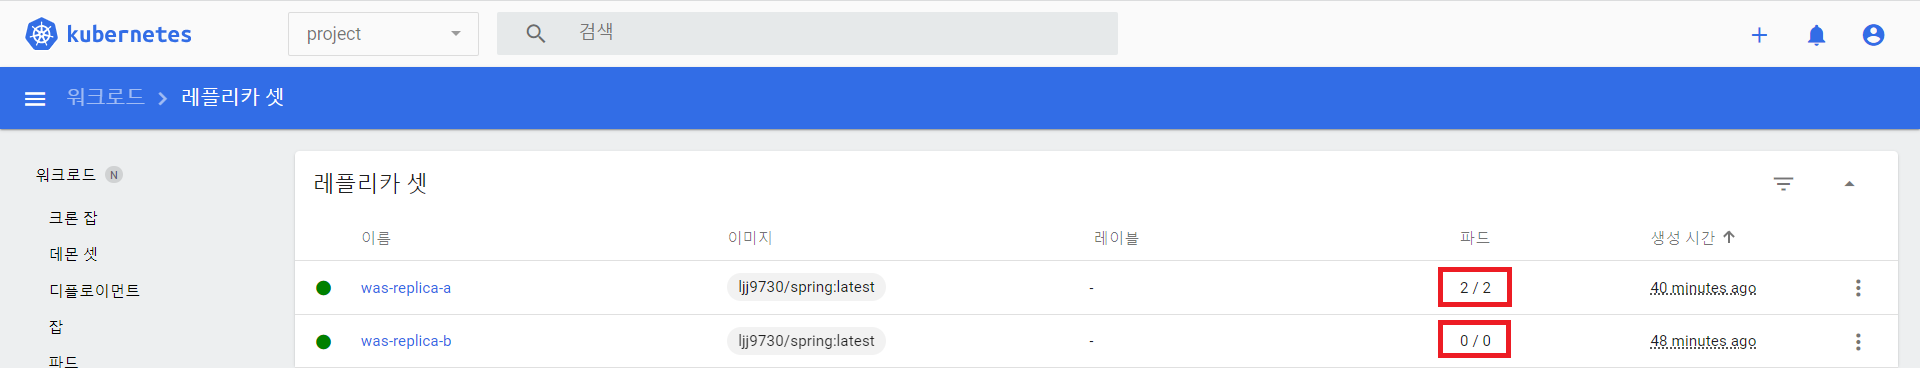 kubernetes
project
검색
워크로드 > 레플리카 셋
워크로드 N
크론 잡
데몬 셋
디플로이먼트
잡
파드
레플리카 셋
이름 이미지 레이블 파드 생성 시간
was-replica-a ljj9730/spring:latest - 2 / 2 40 minutes ago
was-replica-b ljj9730/spring:latest - 0 / 0 48 minutes ago